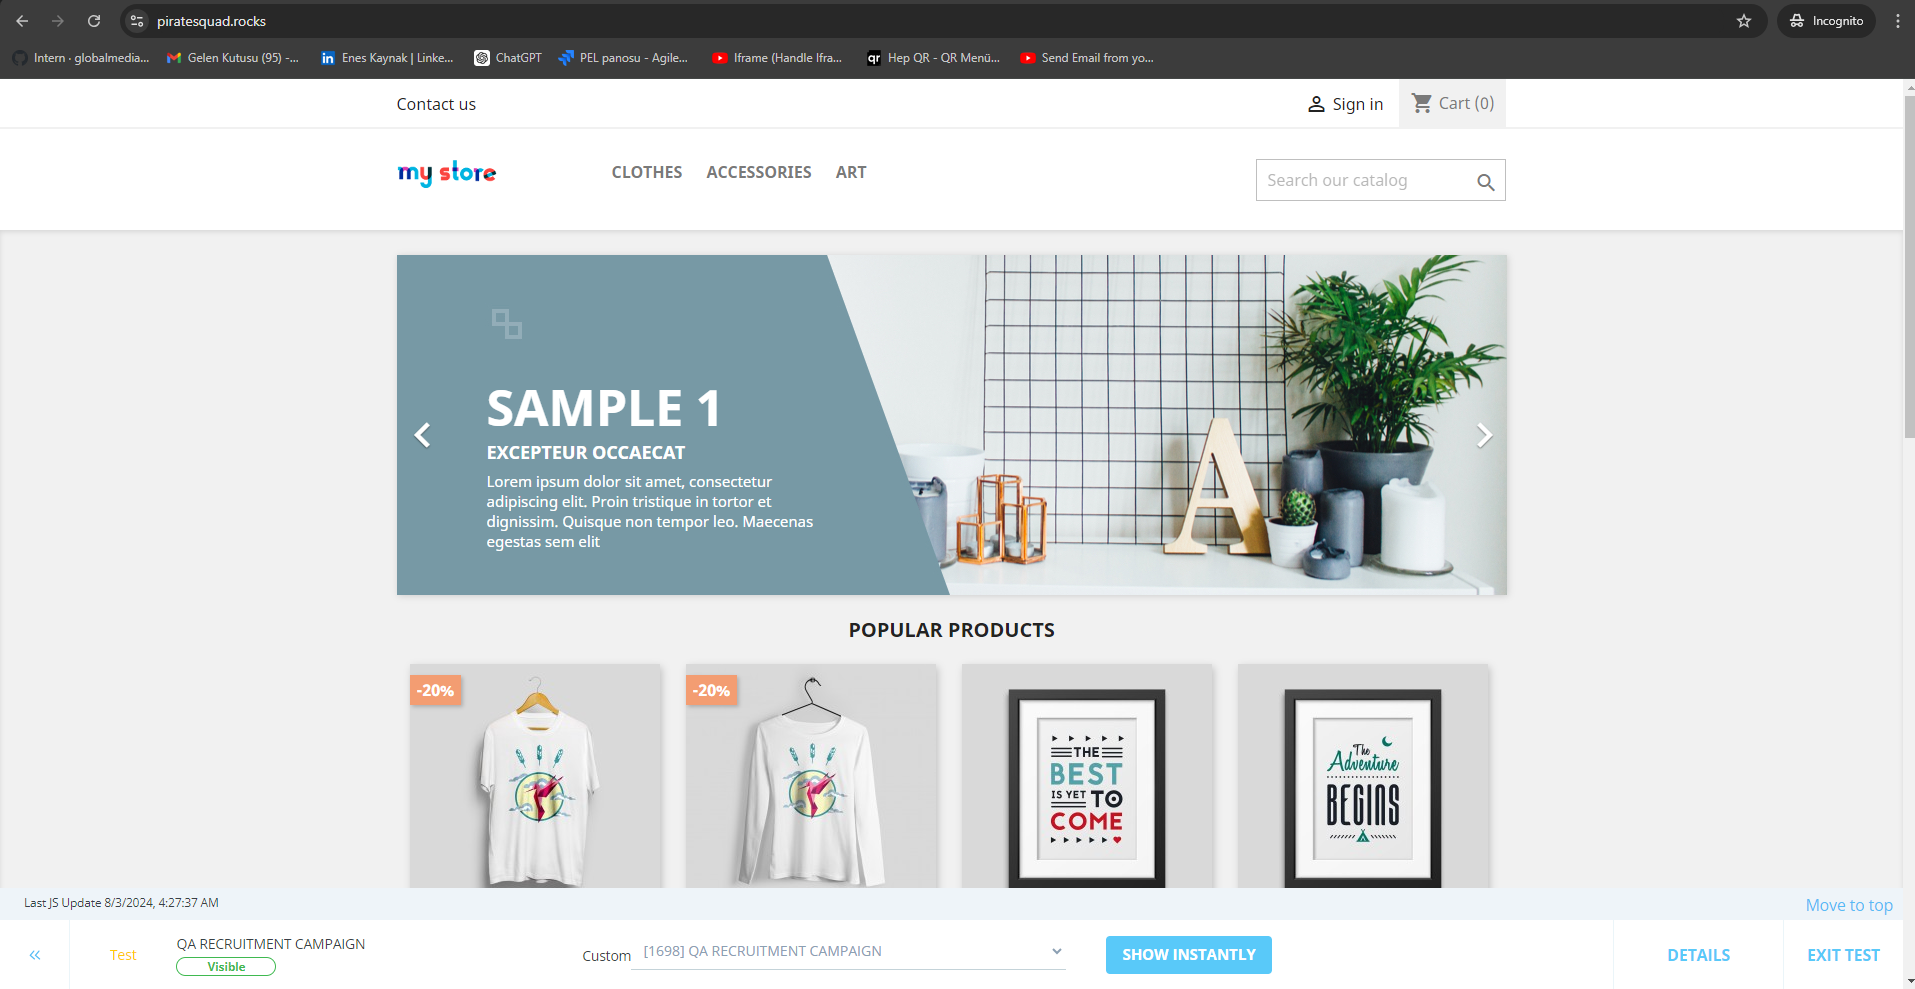 piratesquad.rocks
Incognito
Intern · globalmedia...
Gelen Kutusu (95) -...
in
Enes Kaynak | Linke...
ChatGPT
PEL panosu - Agile...
Iframe (Handle Ifra...
qr
Hep QR - QR Menü...
Send Email from yo...
Contact us
Sign in
Cart (0)
my store
CLOTHES
ACCESSORIES
ART
Search our catalog
SAMPLE 1
EXCEPTEUR OCCAECAT
Lorem ipsum dolor sit amet, consectetur
adipiscing elit. Proin tristique in tortor et
dignissim. Quisque non tempor leo. Maecenas
egestas sem elit
A
POPULAR PRODUCTS
-20%
-20%
THE
BEST
IS YET TO
COME
The
Adventure
BEGINS
Last JS Update 8/3/2024, 4:27:37 AM
Move to top
Test
QA RECRUITMENT CAMPAIGN
Visible
Custom
[1698] QA RECRUITMENT CAMPAIGN
SHOW INSTANTLY
DETAILS
EXIT TEST